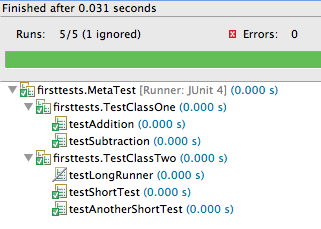 Finished after 0.031 seconds
Runs: 5/5 (1 ignored) Errors: 0
firsttests.MetaTest [Runner: JUnit 4] (0.000 s)
firsttests.TestClassOne (0.000 s)
testAddition (0.000 s)
testSubtraction (0.000 s)
firsttests.TestClassTwo (0.000 s)
testLongRunner (0.000 s)
testShortTest (0.000 s)
testAnotherShortTest (0.000 s)